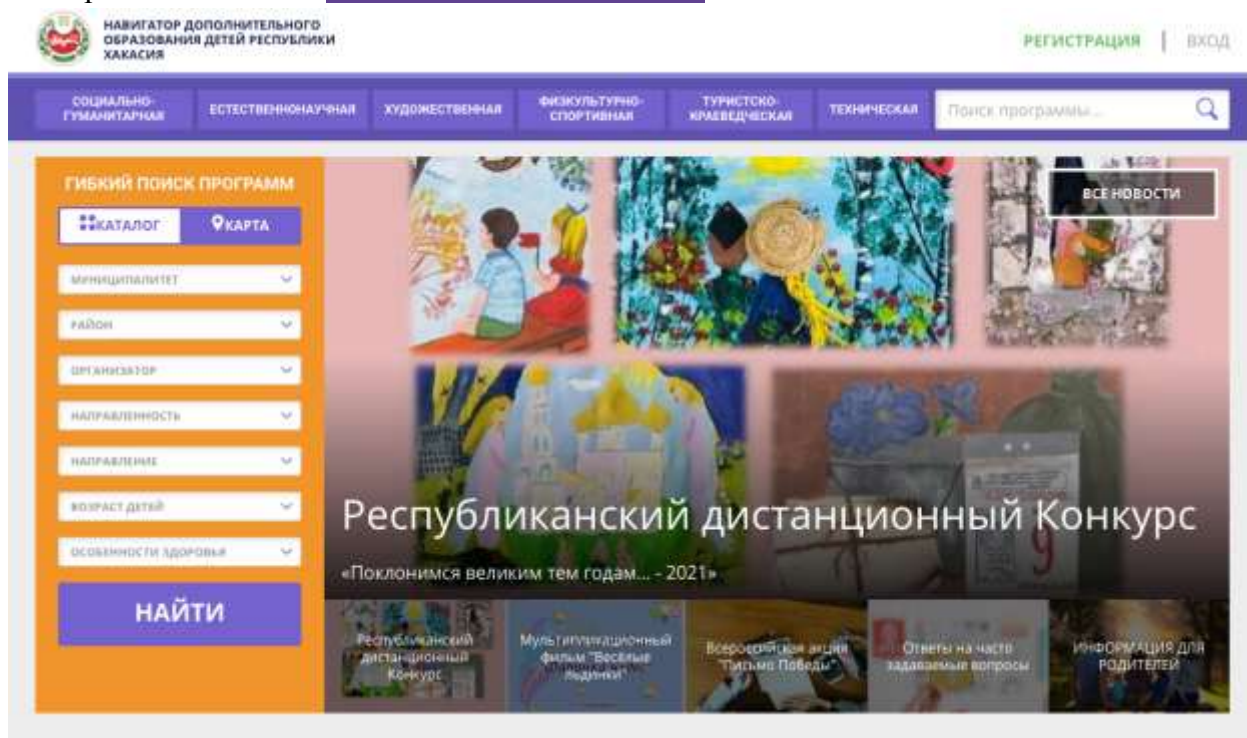 НАВИГАТОР ДОПОЛНИТЕЛЬНОГО
ОБРАЗОВАНИЯ ДЕТЕЙ РЕСПУБЛИКИ
ХАКАСИЯ
РЕГИСТРАЦИЯ | ВХОД
СОЦИАЛЬНО-
ГУМАНИТАРНАЯ
ЕСТЕСТВЕННОНАУЧНАЯ
ХУДОЖЕСТВЕННАЯ
ФИЗКУЛЬТУРНО-
СПОРТИВНАЯ
ТУРИСТСКО-
КРАЕВЕДЧЕСКАЯ
ТЕХНИЧЕСКАЯ
Поиск программы...
ГИБКИЙ ПОИСК ПРОГРАММ
КАТАЛОГ
КАРТА
МУНИЦИПАЛИТЕТ
РАЙОН
ОРГАНИЗАТОР
НАПРАВЛЕННОСТЬ
НАПРАВЛЕНИЕ
ВОЗРАСТ ДЕТЕЙ
ОСОБЕННОСТИ ЗДОРОВЬЯ
НАЙТИ
ВСЕ НОВОСТИ
9
Республиканский дистанционный Конкурс
«Поклонимся великим тем годам... - 2021»
Республиканский
дистанционный
Конкурс
Мультипликационный
фильм "Весёлые
льдинки"
Всероссийская акция
"Письмо Победы"
Ответы на часто
задаваемые вопросы
ИНФОРМАЦИЯ ДЛЯ
РОДИТЕЛЕЙ